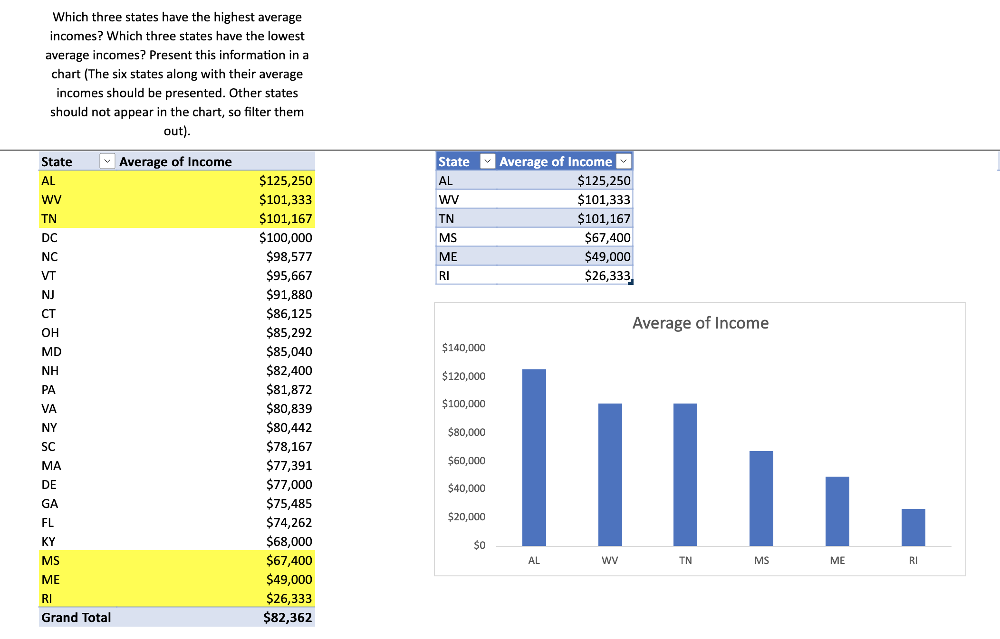 Which three states have the highest average
incomes? Which three states have the lowest
average incomes? Present this information in a
chart (The six states along with their average
incomes should be presented. Other states
should not appear in the chart, so filter them
out).
State Average of Income
AL $125,250
WV $101,333
TN $101,167
DC $100,000
NC $98,577
VT $95,667
NJ $91,880
CT $86,125
OH $85,292
MD $85,040
NH $82,400
PA $81,872
VA $80,839
NY $80,442
SC $78,167
MA $77,391
DE $77,000
GA $75,485
FL $74,262
KY $68,000
MS $67,400
ME $49,000
RI $26,333
Grand Total $82,362
State Average of Income
AL $125,250
WV $101,333
TN $101,167
MS $67,400
ME $49,000
RI $26,333
Average of Income
$140,000
$120,000
$100,000
$80,000
$60,000
$40,000
$20,000
$0
AL WV TN MS ME RI